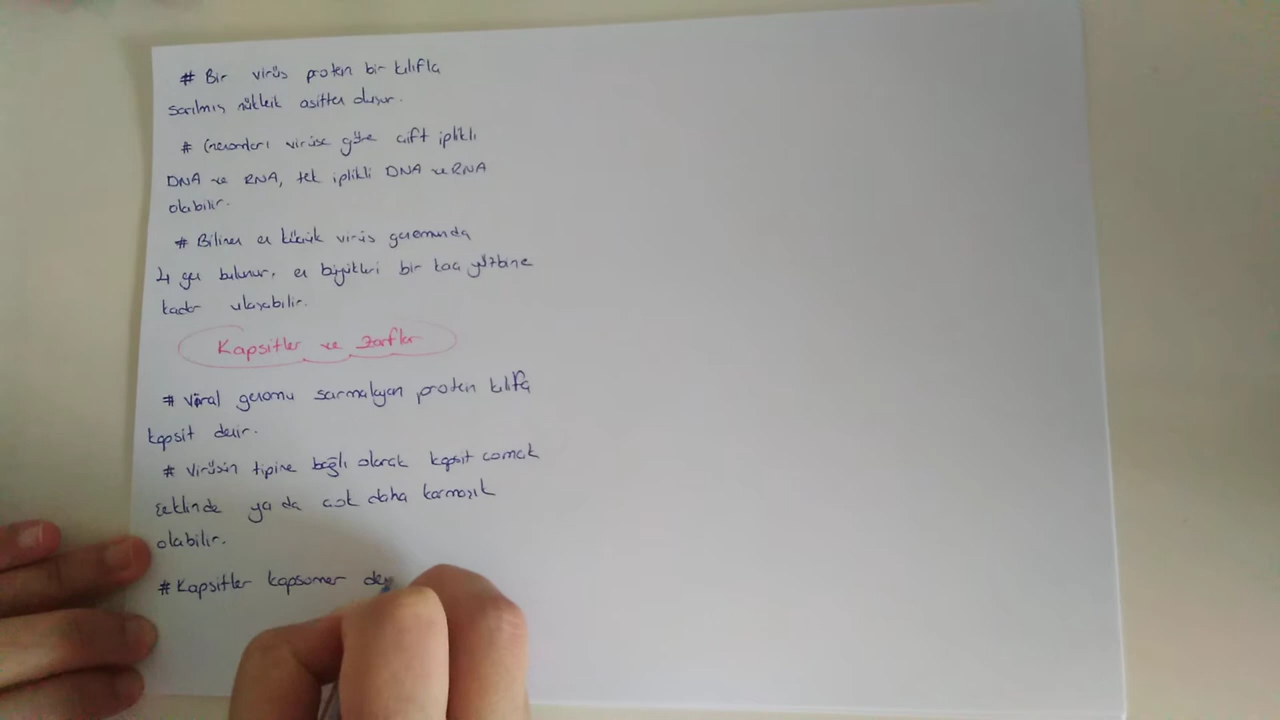 # Bir virüs protein bir kılıfla
sarılmış nükleik asitten oluşur.
# Genomları virüse göre çift iplikli
DNA ve RNA, tek iplikli DNA ve RNA
olabilir.
# Bilinen en küçük virüs genomunda
4 gen bulunur, en büyükleri bir kaç yüzbine
kadar ulaşabilir.
Kapsitler ve zarflar
# Viral genomu sarmalayan protein kılıfa
kapsit denir.
# Virüsün tipine bağlı olarak kapsit çomak
şeklinde ya da çok daha karmaşık
olabilir.
# Kapsitler kapsomer